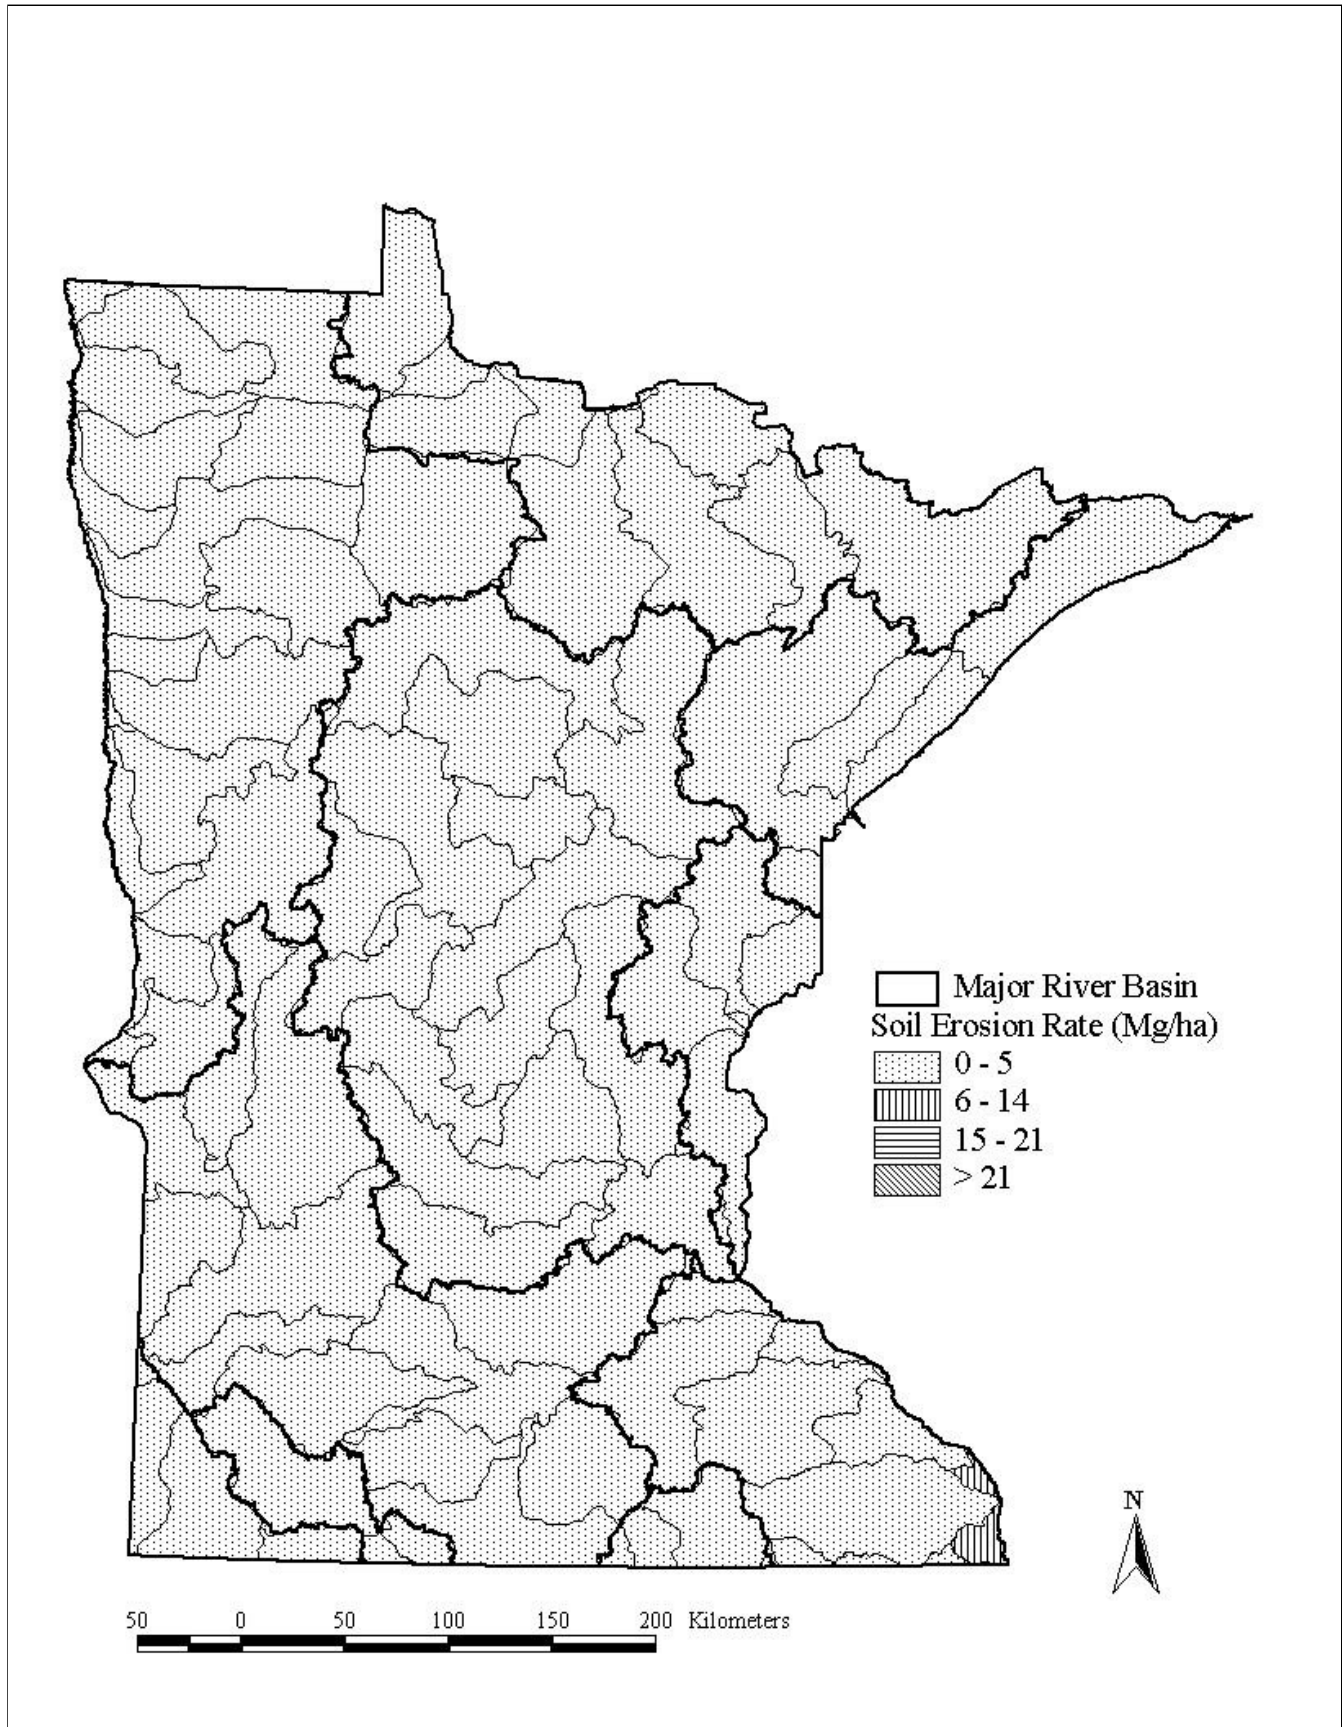 Major River Basin
Soil Erosion Rate (Mg/ha)
0 - 5
6 - 14
15 - 21
> 21
N
50 0 50 100 150 200 Kilometers